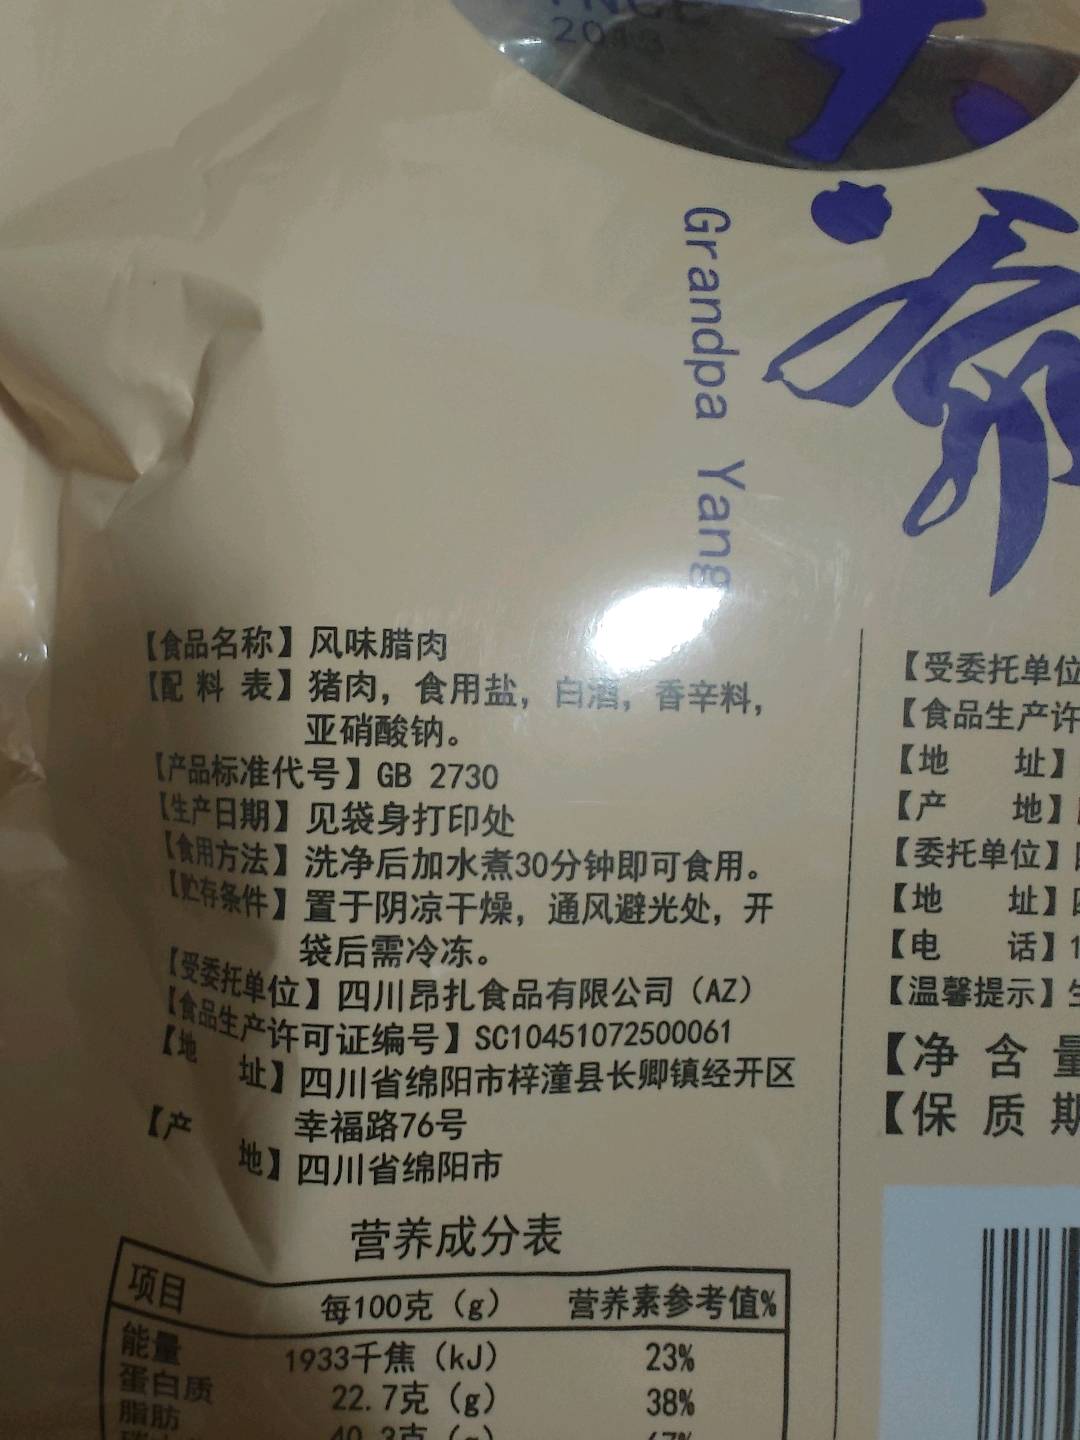 2018
爷
Grandpa Yang
【食品名称】风味腊肉
【配料表】猪肉，食用盐，白酒，香辛料，
亚硝酸钠。
【产品标准代号】GB 2730
【生产日期】见袋身打印处
【食用方法】洗净后加水煮30分钟即可食用。
【贮存条件】置于阴凉干燥，通风避光处，开
袋后需冷冻。
【受委托单位】四川昂扎食品有限公司（AZ）
【食品生产许可证编号】SC10451072500061
【地 址】四川省绵阳市梓潼县长卿镇经开区
幸福路76号
【产 地】四川省绵阳市
营养成分表
项目 每100克（g） 营养素参考值%
能量 1933千焦（kJ） 23%
蛋白质 22.7克（g） 38%
脂肪 40.3克（g） 67%
【受委托单位
【食品生产许
【地 址】
【产 地】
【委托单位】
【地 址】
【电 话】1
【温馨提示】
【净 含 量
【保 质 期